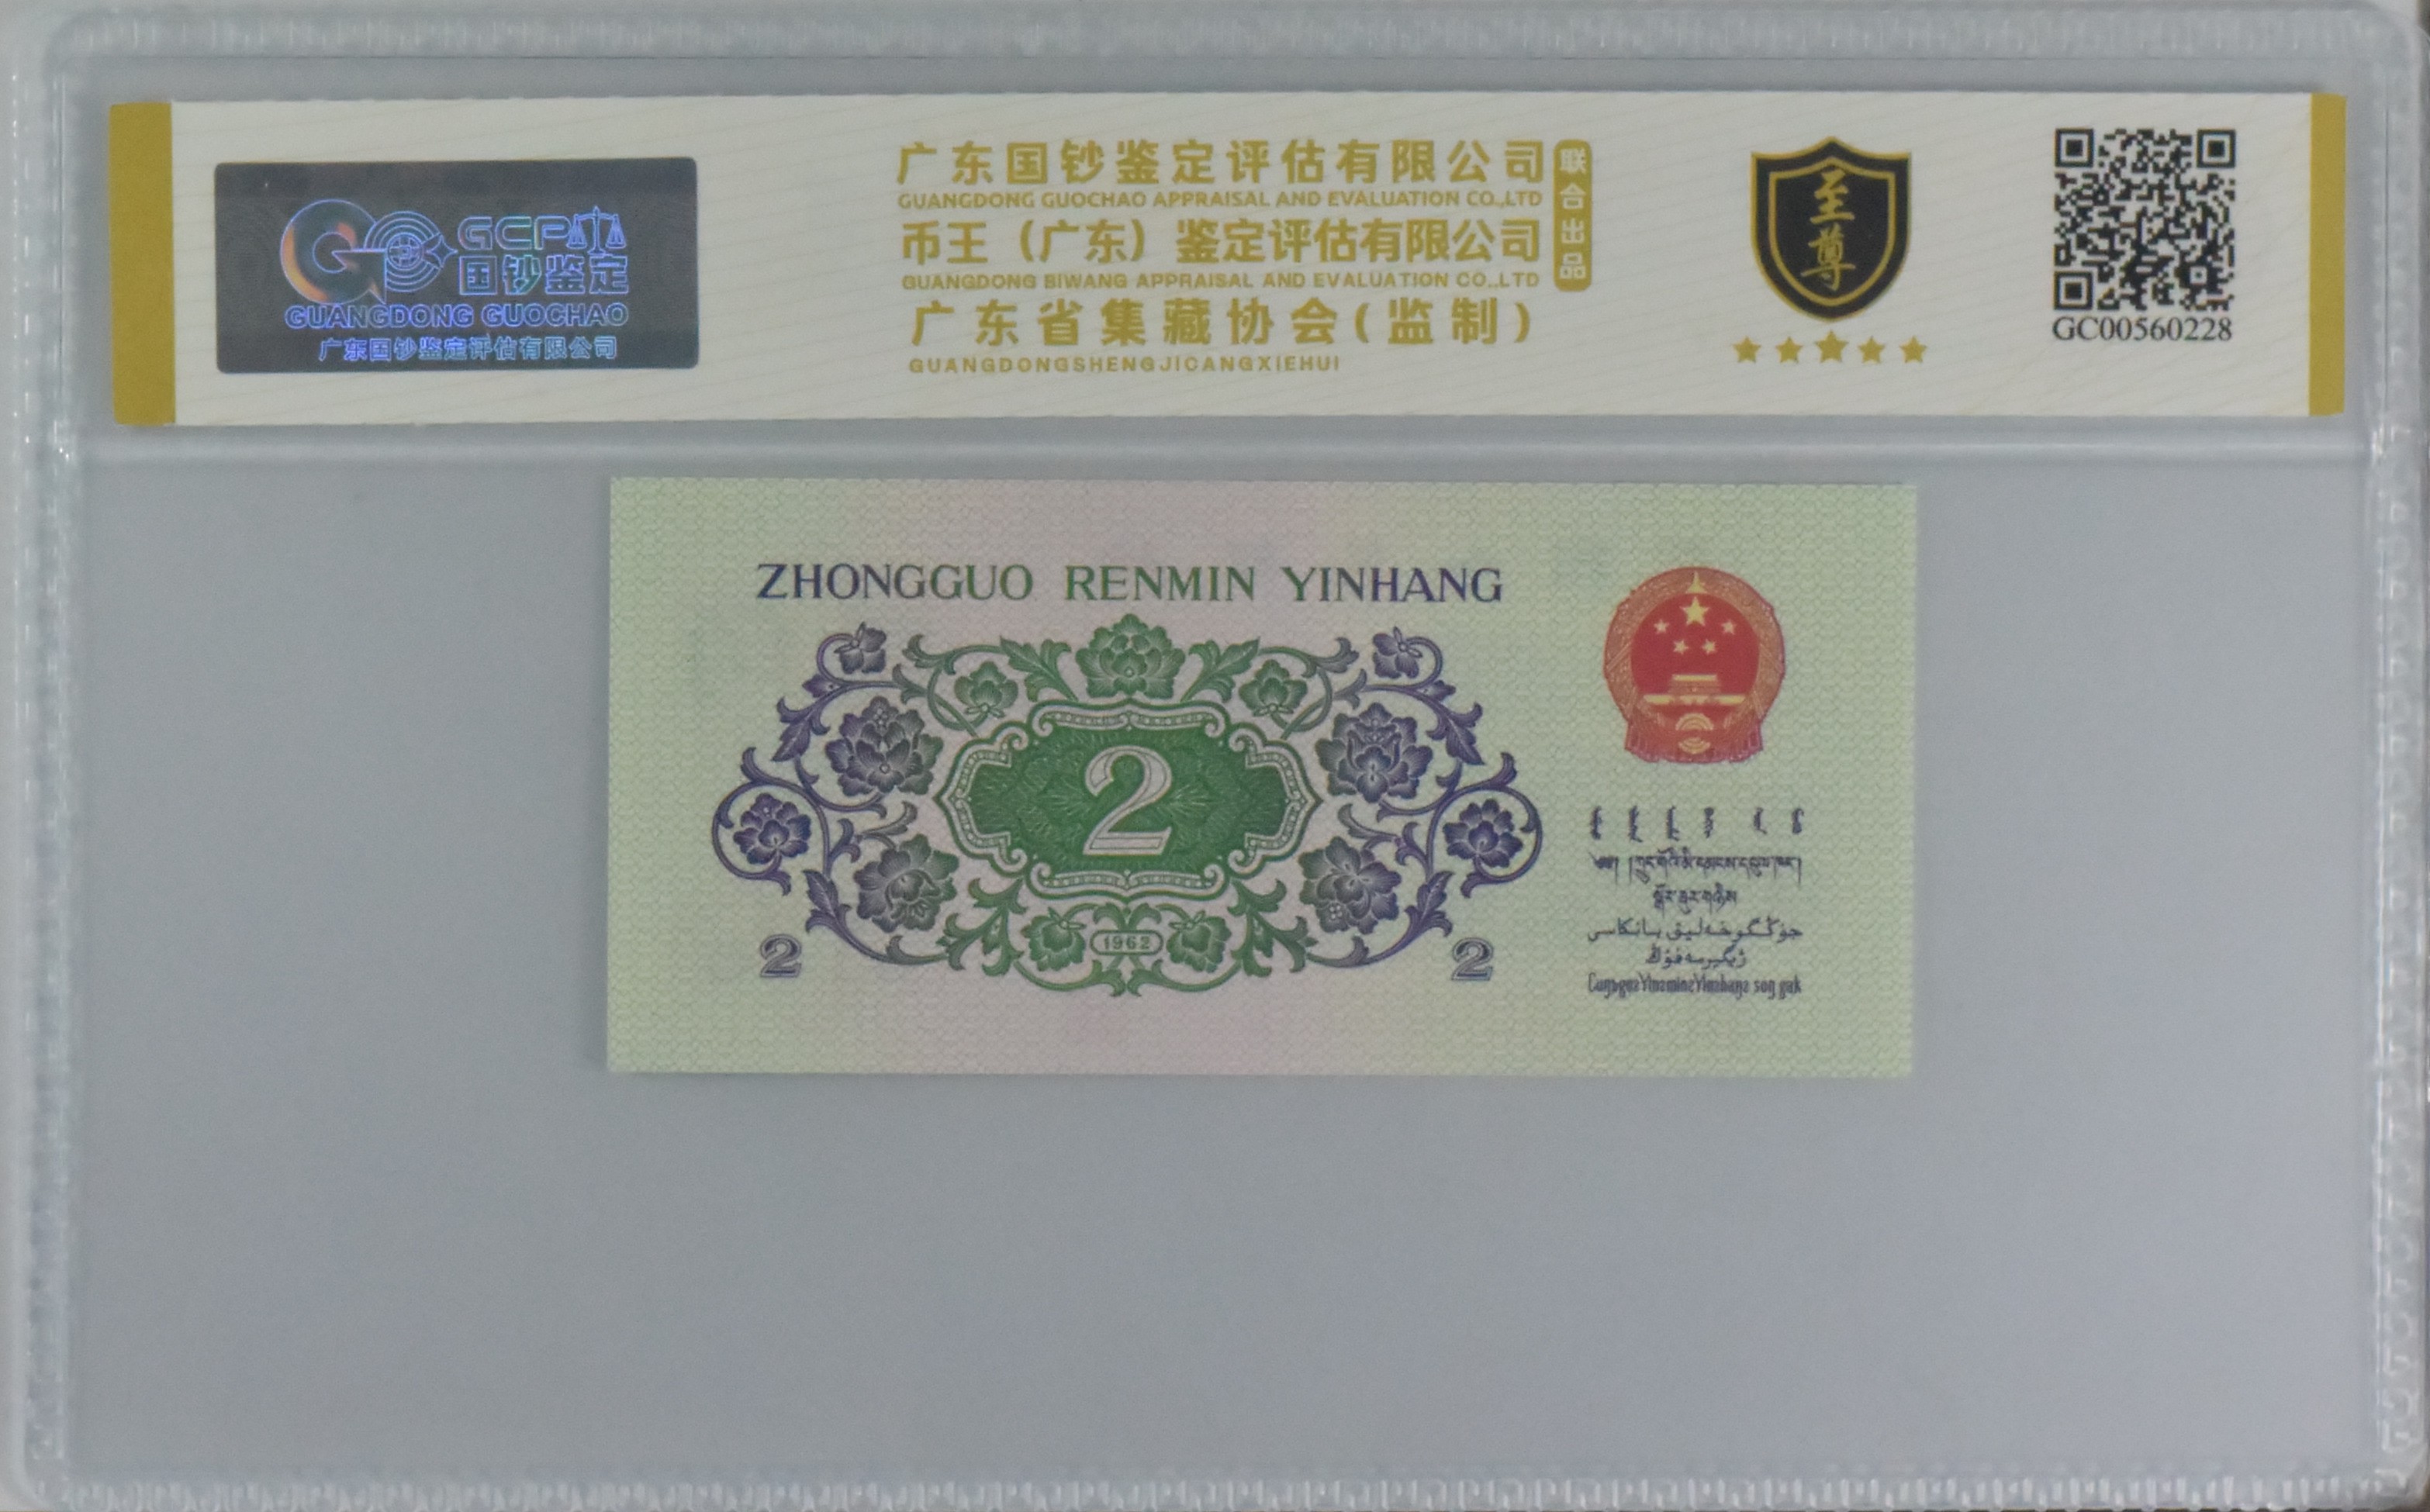 GCP
国钞鉴定
GUANGDONG GUOCHAO
广东国钞鉴定评估有限公司
广东国钞鉴定评估有限公司
GUANGDONG GUOCHAO APPRAISAL AND EVALUATION CO.,LTD
币王（广东）鉴定评估有限公司
GUANGDONG BIWANG APPRAISAL AND EVALUATION CO.,LTD
广东省集藏协会(监制)
GUANGDONGSHENGJICANGXIEHUI
联合出品
至尊
GC00560228
ZHONGGUO RENMIN YINHANG
2
1962
2
2
جۇڭگو خەلىق بانكاسى